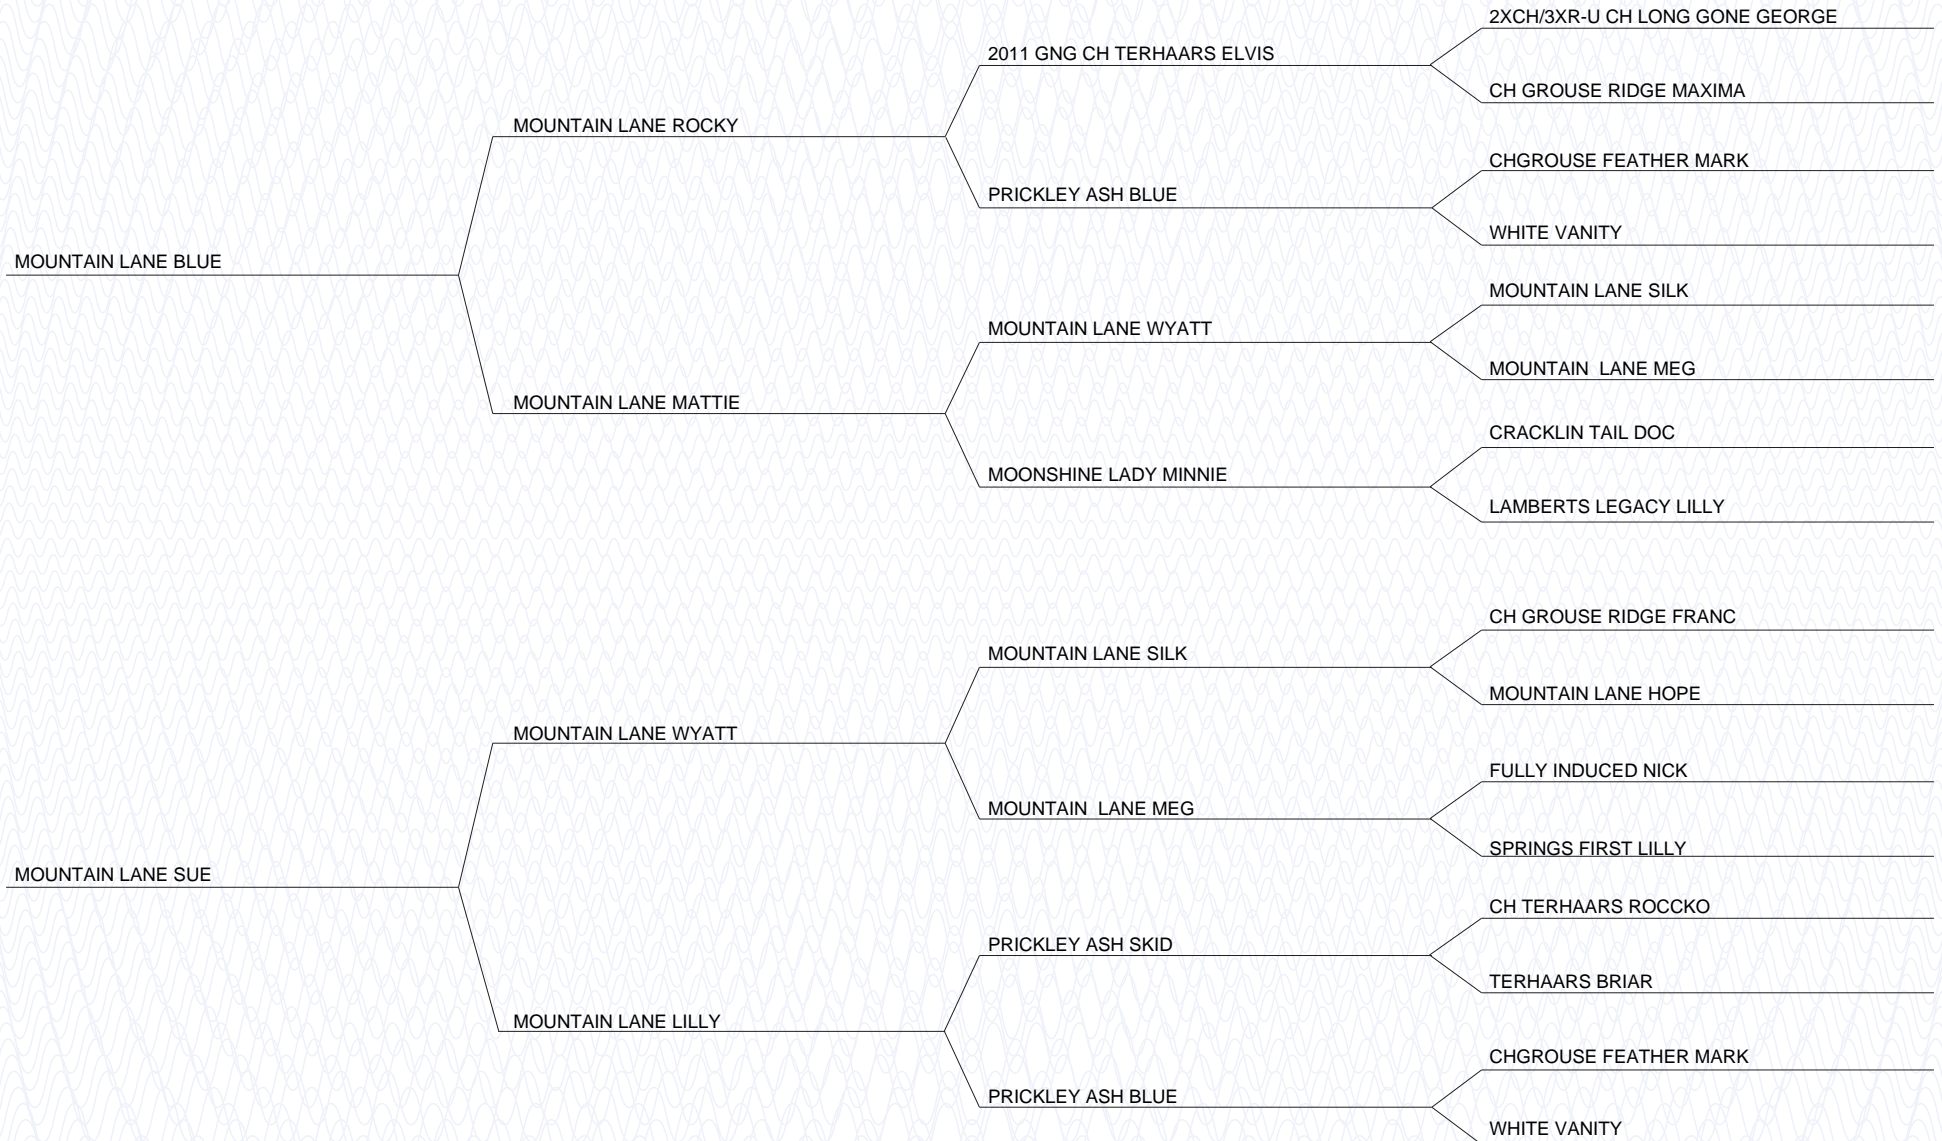 2XCH/3XR-U CH LONG GONE GEORGE
2011 GNG CH TERHAARS ELVIS
CH GROUSE RIDGE MAXIMA
MOUNTAIN LANE ROCKY
CHGROUSE FEATHER MARK
PRICKLEY ASH BLUE
WHITE VANITY
MOUNTAIN LANE BLUE
MOUNTAIN LANE SILK
MOUNTAIN LANE WYATT
MOUNTAIN  LANE MEG
MOUNTAIN LANE MATTIE
CRACKLIN TAIL DOC
MOONSHINE LADY MINNIE
LAMBERTS LEGACY LILLY
CH GROUSE RIDGE FRANC
MOUNTAIN LANE SILK
MOUNTAIN LANE HOPE
MOUNTAIN LANE WYATT
FULLY INDUCED NICK
MOUNTAIN  LANE MEG
SPRINGS FIRST LILLY
MOUNTAIN LANE SUE
CH TERHAARS ROCCKO
PRICKLEY ASH SKID
TERHAARS BRIAR
MOUNTAIN LANE LILLY
CHGROUSE FEATHER MARK
PRICKLEY ASH BLUE
WHITE VANITY